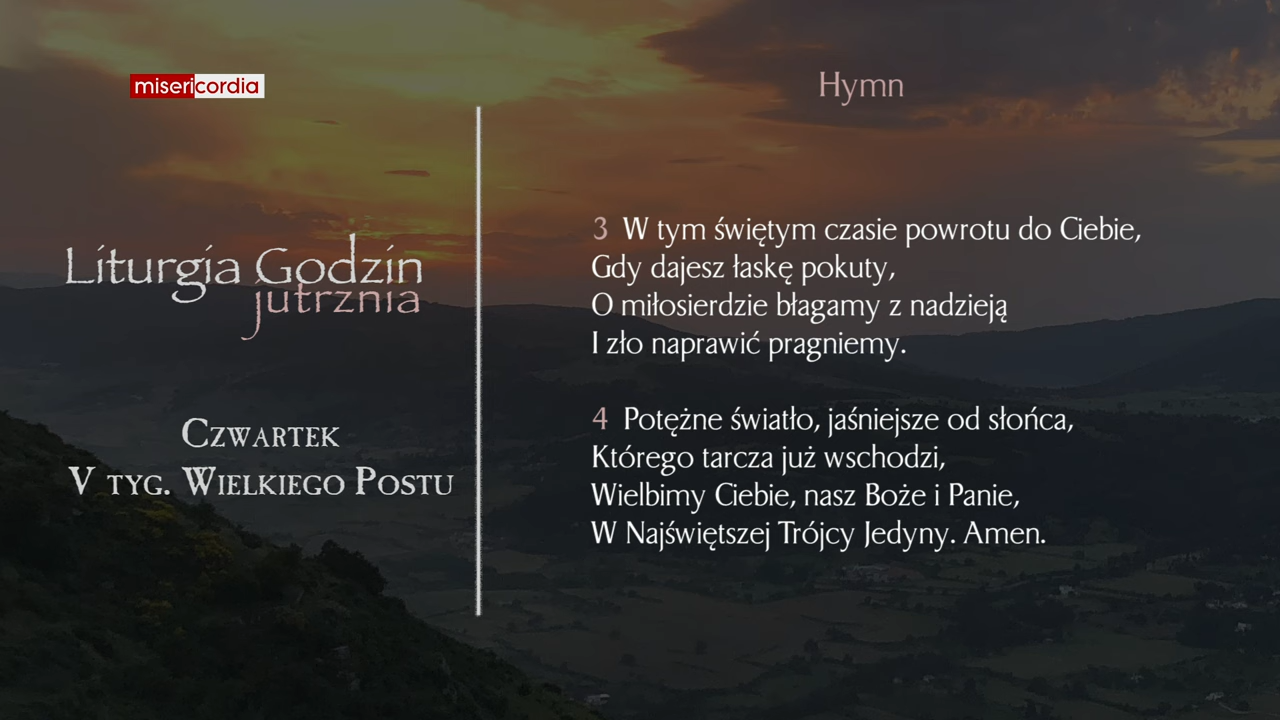 misericordia
Liturgia Godzin
jutrznia
Czwartek
V tyg. Wielkiego Postu
Hymn
3 W tym świętym czasie powrotu do Ciebie,
Gdy dajesz łaskę pokuty,
O miłosierdzie błagamy z nadzieją
I zło naprawić pragniemy.
4 Potężne światło, jaśniejsze od słońca,
Którego tarcza już wschodzi,
Wielbimy Ciebie, nasz Boże i Panie,
W Najświętszej Trójcy Jedyny. Amen.